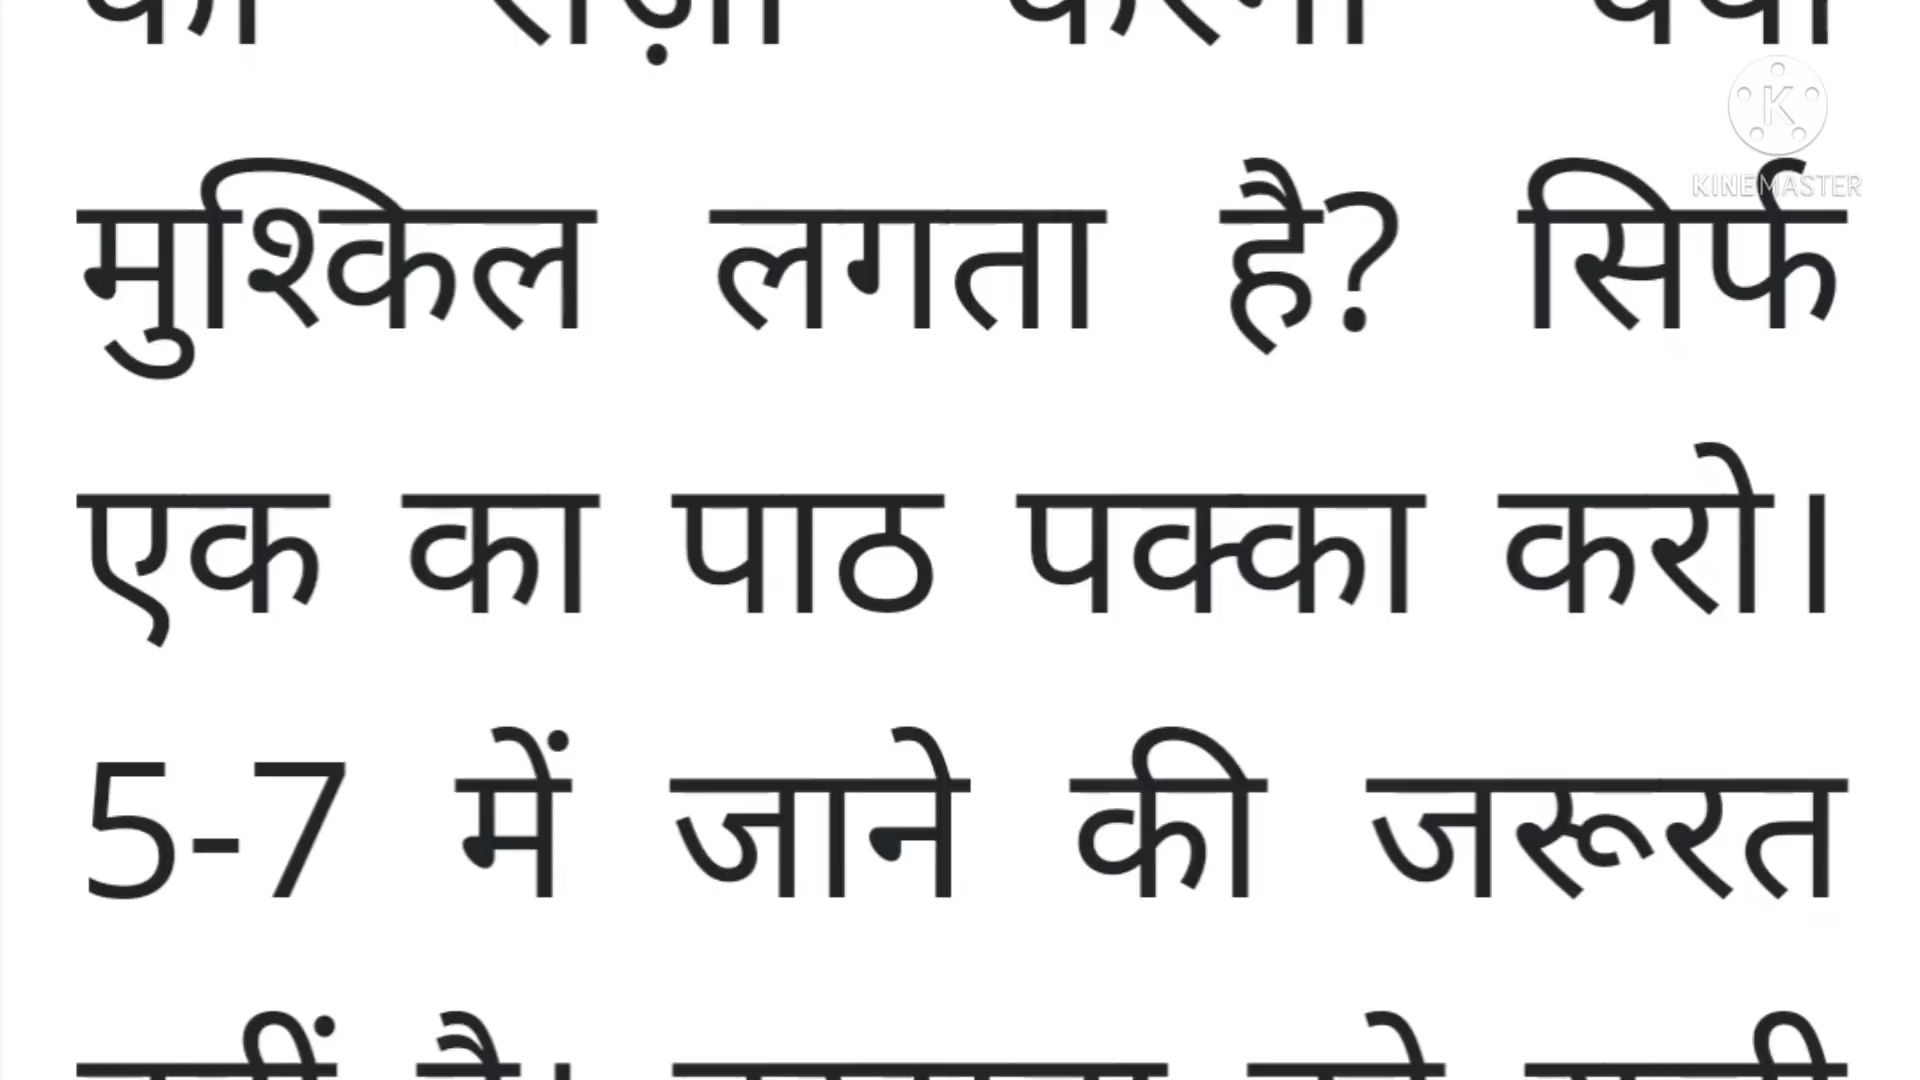 KINEMASTER
मुश्किल लगता है? सिर्फ
एक का पाठ पक्का करो।
5-7 में जाने की जरूरत